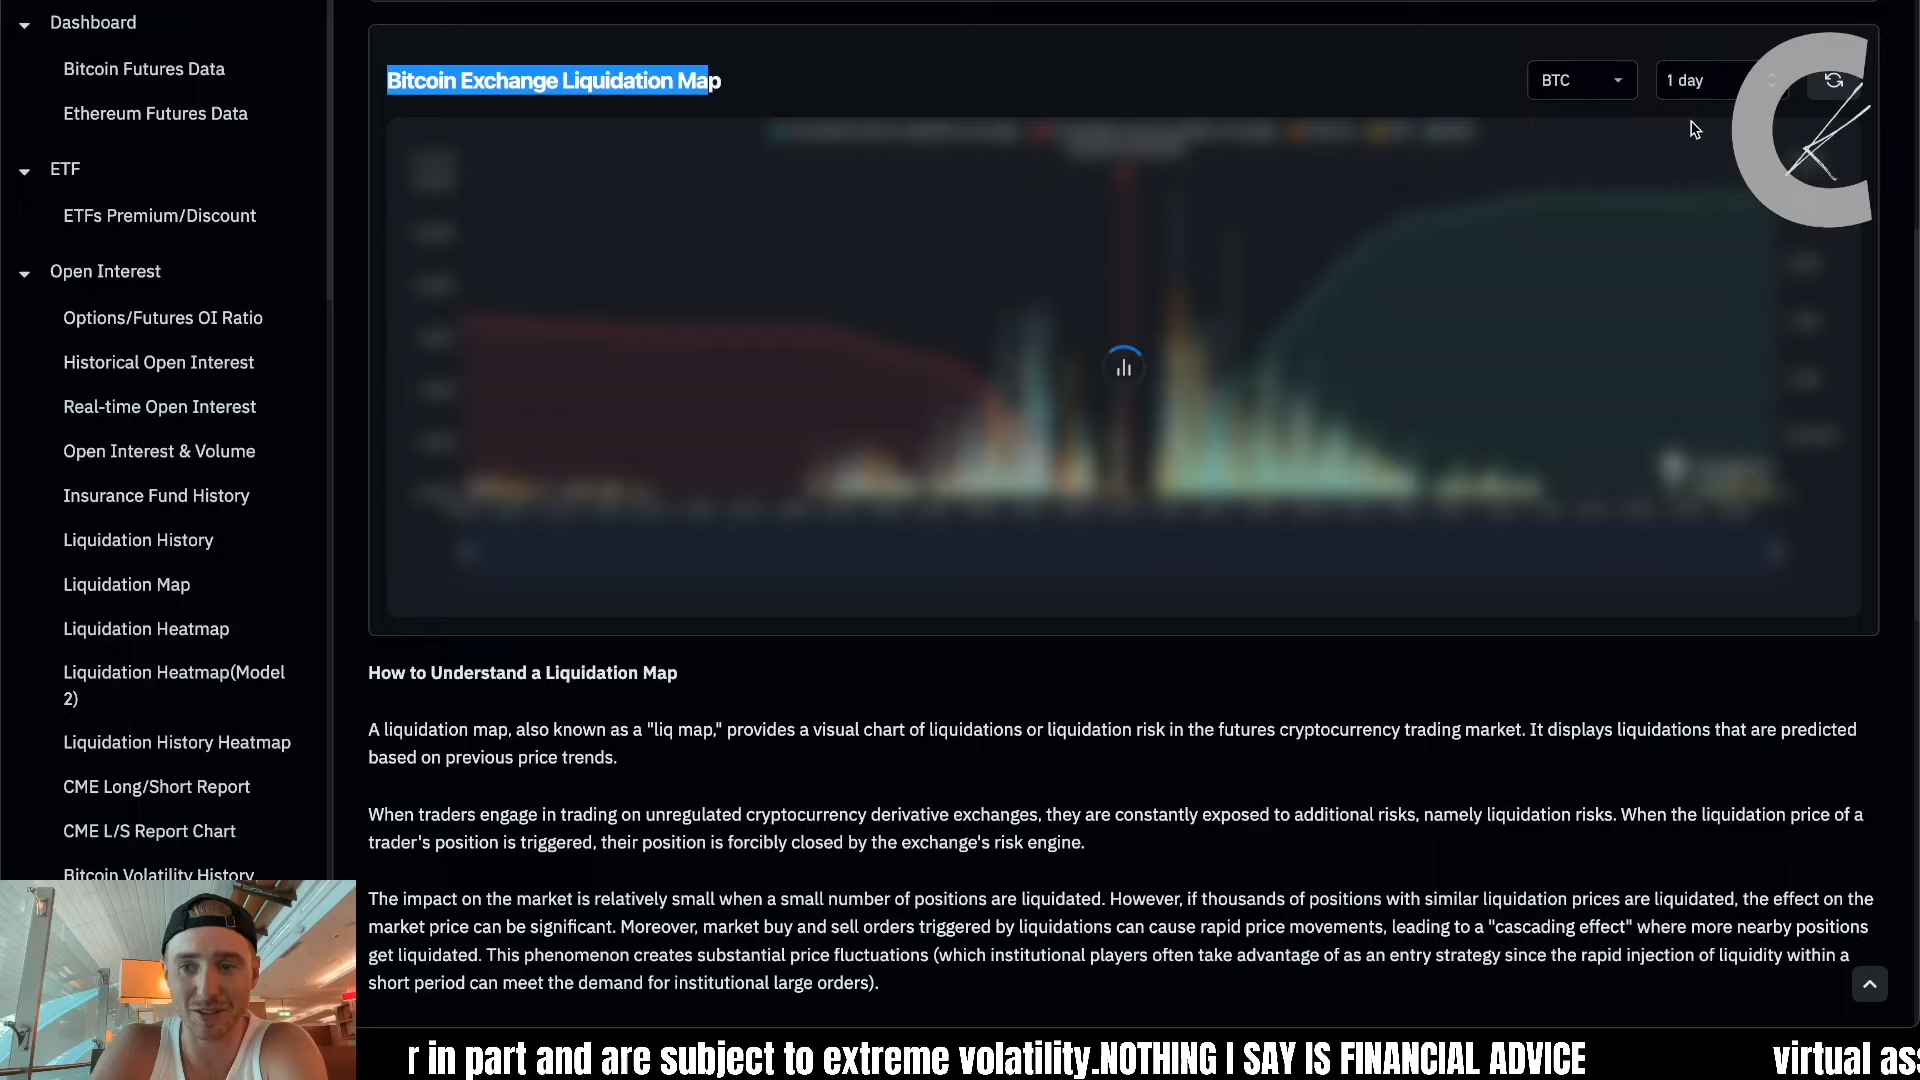 Dashboard
Bitcoin Futures Data
Ethereum Futures Data
ETF
ETFs Premium/Discount
Open Interest
Options/Futures OI Ratio
Historical Open Interest
Real-time Open Interest
Open Interest & Volume
Insurance Fund History
Liquidation History
Liquidation Map
Liquidation Heatmap
Liquidation Heatmap(Model
2)
Liquidation History Heatmap
CME Long/Short Report
CME L/S Report Chart
Bitcoin Volatility History
Bitcoin Exchange Liquidation Map
BTC
1 day
How to Understand a Liquidation Map
A liquidation map, also known as a "liq map," provides a visual chart of liquidations or liquidation risk in the futures cryptocurrency trading market. It displays liquidations that are predicted
based on previous price trends.
When traders engage in trading on unregulated cryptocurrency derivative exchanges, they are constantly exposed to additional risks, namely liquidation risks. When the liquidation price of a
trader's position is triggered, their position is forcibly closed by the exchange's risk engine.
The impact on the market is relatively small when a small number of positions are liquidated. However, if thousands of positions with similar liquidation prices are liquidated, the effect on the
market price can be significant. Moreover, market buy and sell orders triggered by liquidations can cause rapid price movements, leading to a "cascading effect" where more nearby positions
get liquidated. This phenomenon creates substantial price fluctuations (which institutional players often take advantage of as an entry strategy since the rapid injection of liquidity within a
short period can meet the demand for institutional large orders).
r in part and are subject to extreme volatility.NOTHING I SAY IS FINANCIAL ADVICE virtual ass